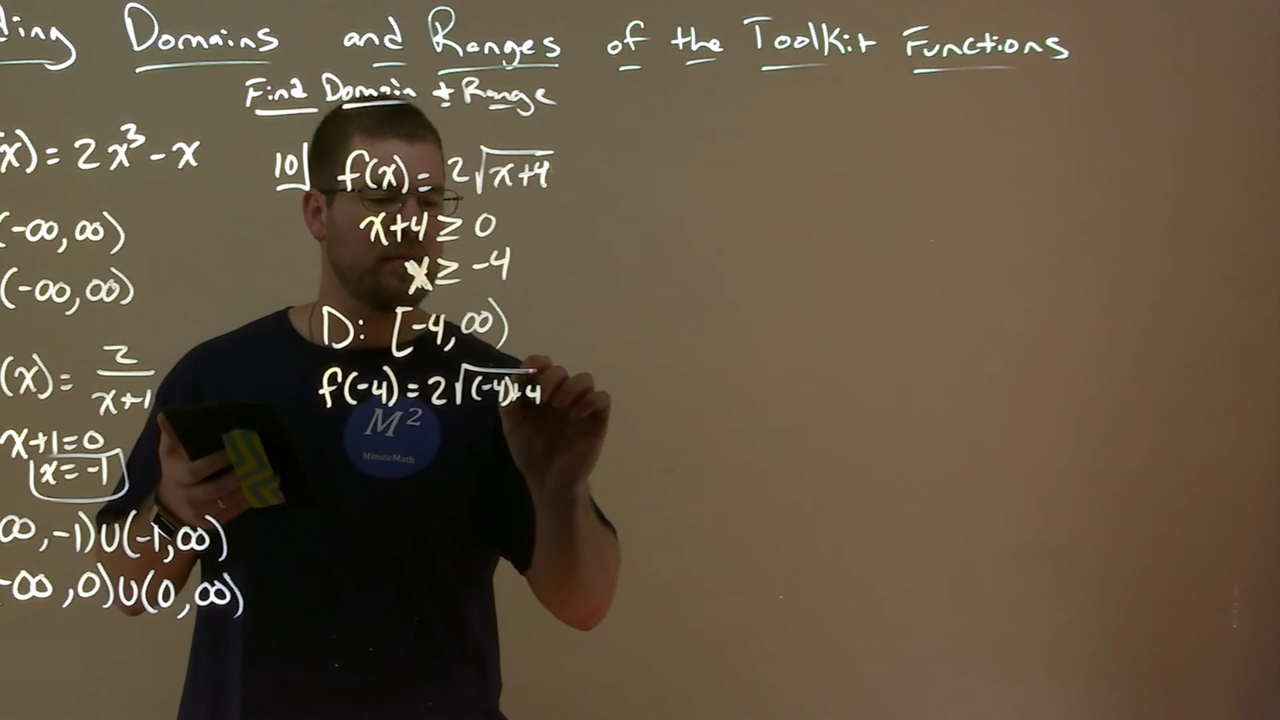 Domains and Ranges of the Toolkit Functions
Find Domain + Range
x) = 2x³ - x
(-∞, ∞)
(-∞, ∞)
(x) = 2/(x+1)
x+1=0
x=-1
∞, -1)∪(-1, ∞)
-∞, 0)∪(0, ∞)
10] f(x) = 2√(x+4)
x+4 ≥ 0
x ≥ -4
D: [-4, ∞)
f(-4) = 2√((-4)+4
M²
MinuteMath